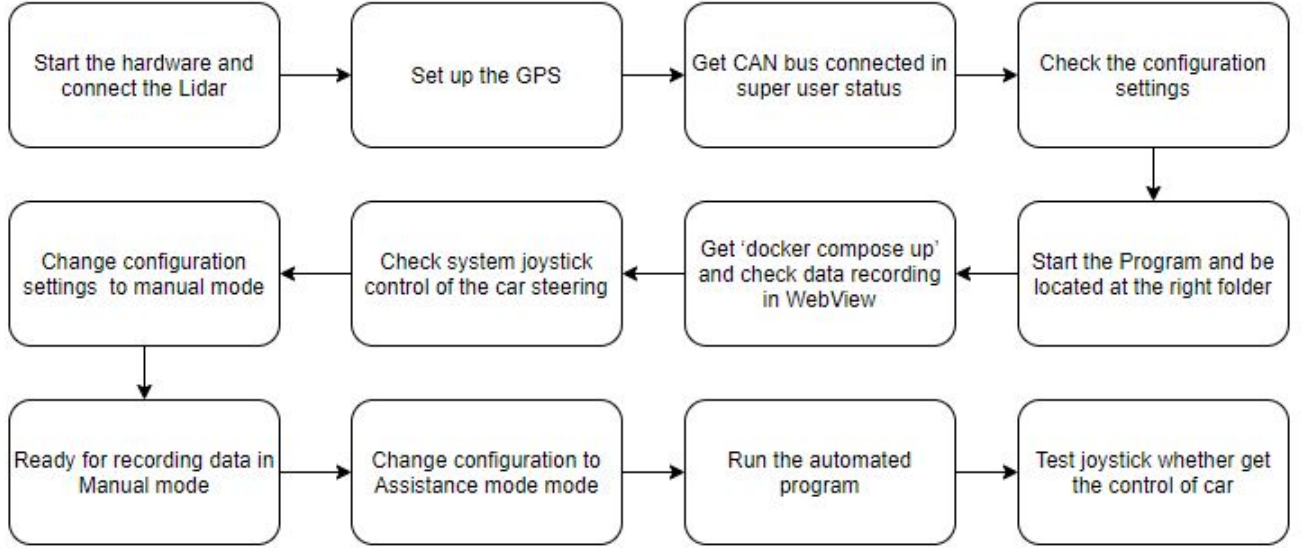 Start the hardware and
connect the Lidar
Set up the GPS
Get CAN bus connected in
super user status
Check the configuration
settings
Start the Program and be
located at the right folder
Get ‘docker compose up’
and check data recording
in WebView
Check system joystick
control of the car steering
Change configuration
settings  to manual mode
Ready for recording data in
Manual mode
Change configuration to
Assistance mode mode
Run the automated
program
Test joystick whether get
the control of car